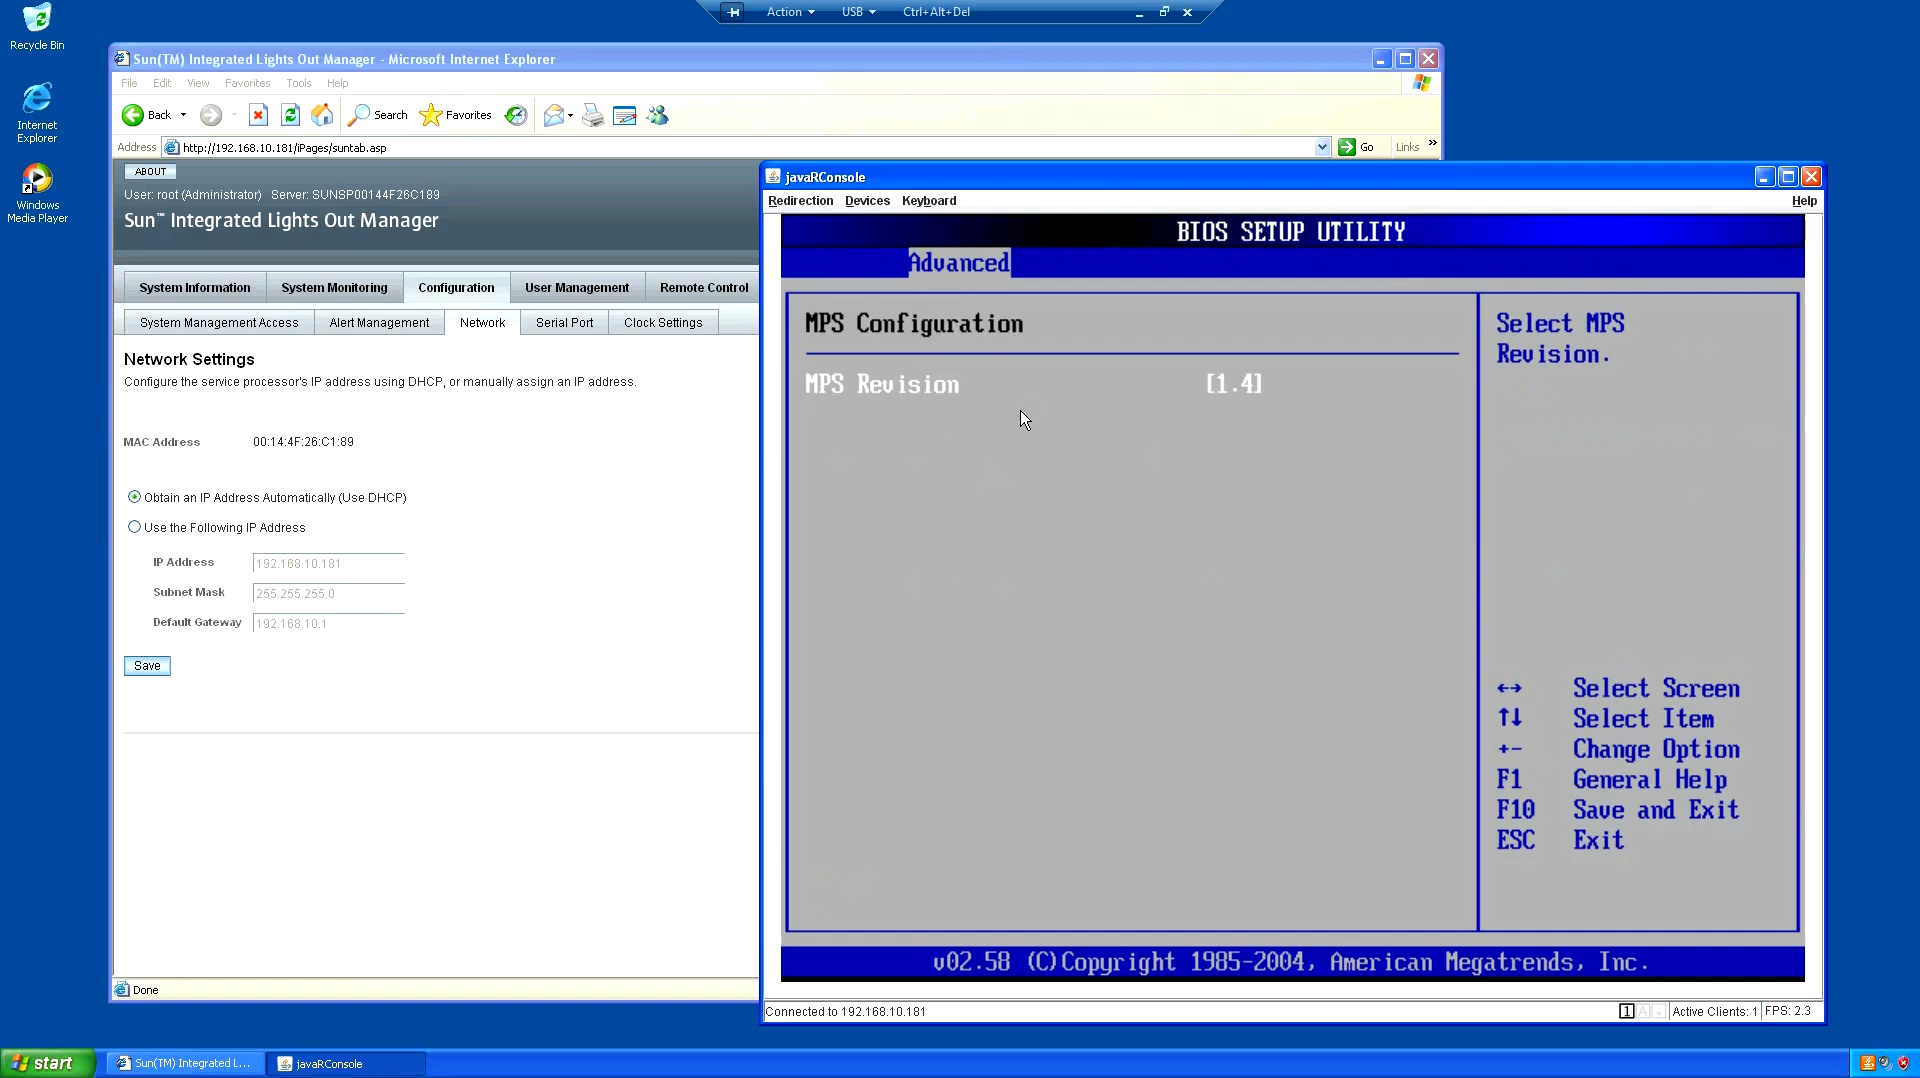 Action
USB
Ctrl+Alt+Del
Recycle Bin
Internet
Explorer
Windows
Media Player
Sun(TM) Integrated Lights Out Manager - Microsoft Internet Explorer
File Edit View Favorites Tools Help
Back Search Favorites
Address http://192.168.10.181/iPages/suntab.asp Go Links »
ABOUT
User: root (Administrator) Server: SUNSP00144F26C189
Sun™ Integrated Lights Out Manager
System Information System Monitoring Configuration User Management Remote Control
System Management Access Alert Management Network Serial Port Clock Settings
Network Settings
Configure the service processor's IP address using DHCP, or manually assign an IP address.
MAC Address 00:14:4F:26:C1:89
Obtain an IP Address Automatically (Use DHCP)
Use the Following IP Address
IP Address 192.168.10.181
Subnet Mask 255.255.255.0
Default Gateway 192.168.10.1
Save
Done
javaRConsole
Redirection Devices Keyboard Help
BIOS SETUP UTILITY
Advanced
MPS Configuration
MPS Revision [1.4]
Select MPS
Revision.
↔ Select Screen
↑↓ Select Item
+- Change Option
F1 General Help
F10 Save and Exit
ESC Exit
v02.58 (C)Copyright 1985-2004, American Megatrends, Inc.
Connected to 192.168.10.181 1 A Active Clients: 1 FPS: 2.3
start Sun(TM) Integrated L... javaRConsole